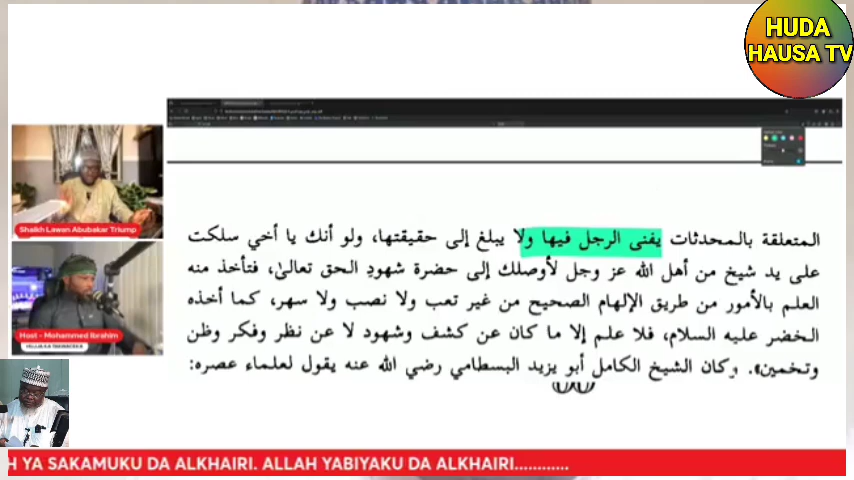 HUDA
HAUSA TV
المتعلقة بالمحدثات يفنى الرجل فيها ولا يبلغ إلى حقيقتها، ولو أنك يا أخي سلكت
على يد شيخ من أهل الله عز وجل لأوصلك إلى حضرة شهود الحق تعالىٰ، فتأخذ منه
العلم بالأمور من طريق الإلهام الصحيح من غير تعب ولا نصب ولا سهر، كما أخذه
الخضر عليه السلام، فلا علم إلا ما كان عن كشف وشهود لا عن نظر وفكر وظن
وتخمين». وكان الشيخ الكامل أبو يزيد البسطامي رضي الله عنه يقول لعلماء عصره:
Shaikh Lawan Abubakar Triump
Host - Mohammed Ibrahim
H YA SAKAMUKU DA ALKHAIRI. ALLAH YABIYAKU DA ALKHAIRI............